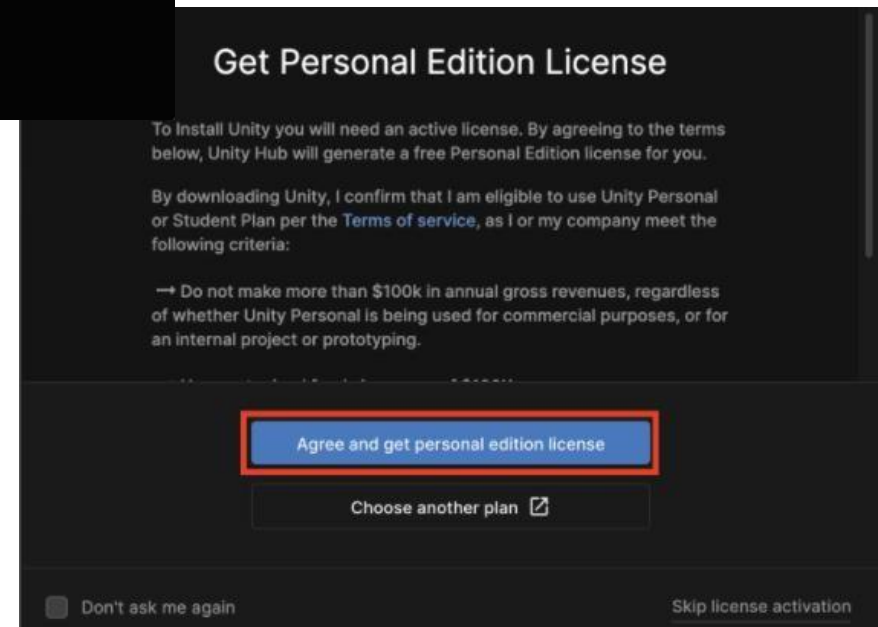 Get Personal Edition License
To Install Unity you will need an active license. By agreeing to the terms
below, Unity Hub will generate a free Personal Edition license for you.
By downloading Unity, I confirm that I am eligible to use Unity Personal
or Student Plan per the Terms of service, as I or my company meet the
following criteria:
→ Do not make more than $100k in annual gross revenues, regardless
of whether Unity Personal is being used for commercial purposes, or for
an internal project or prototyping.
Agree and get personal edition license
Choose another plan
Don't ask me again
Skip license activation